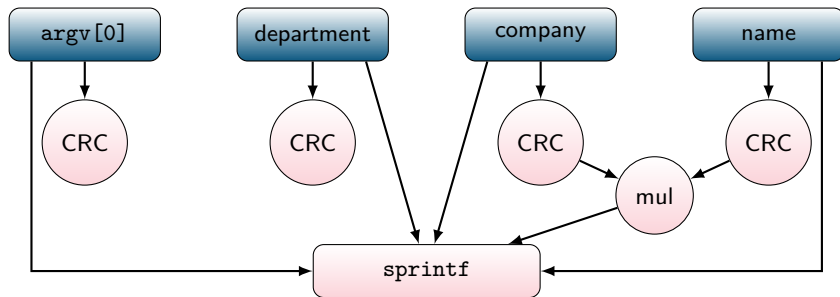 argv[0]
department
company
name
CRC
CRC
CRC
CRC
mul
sprintf